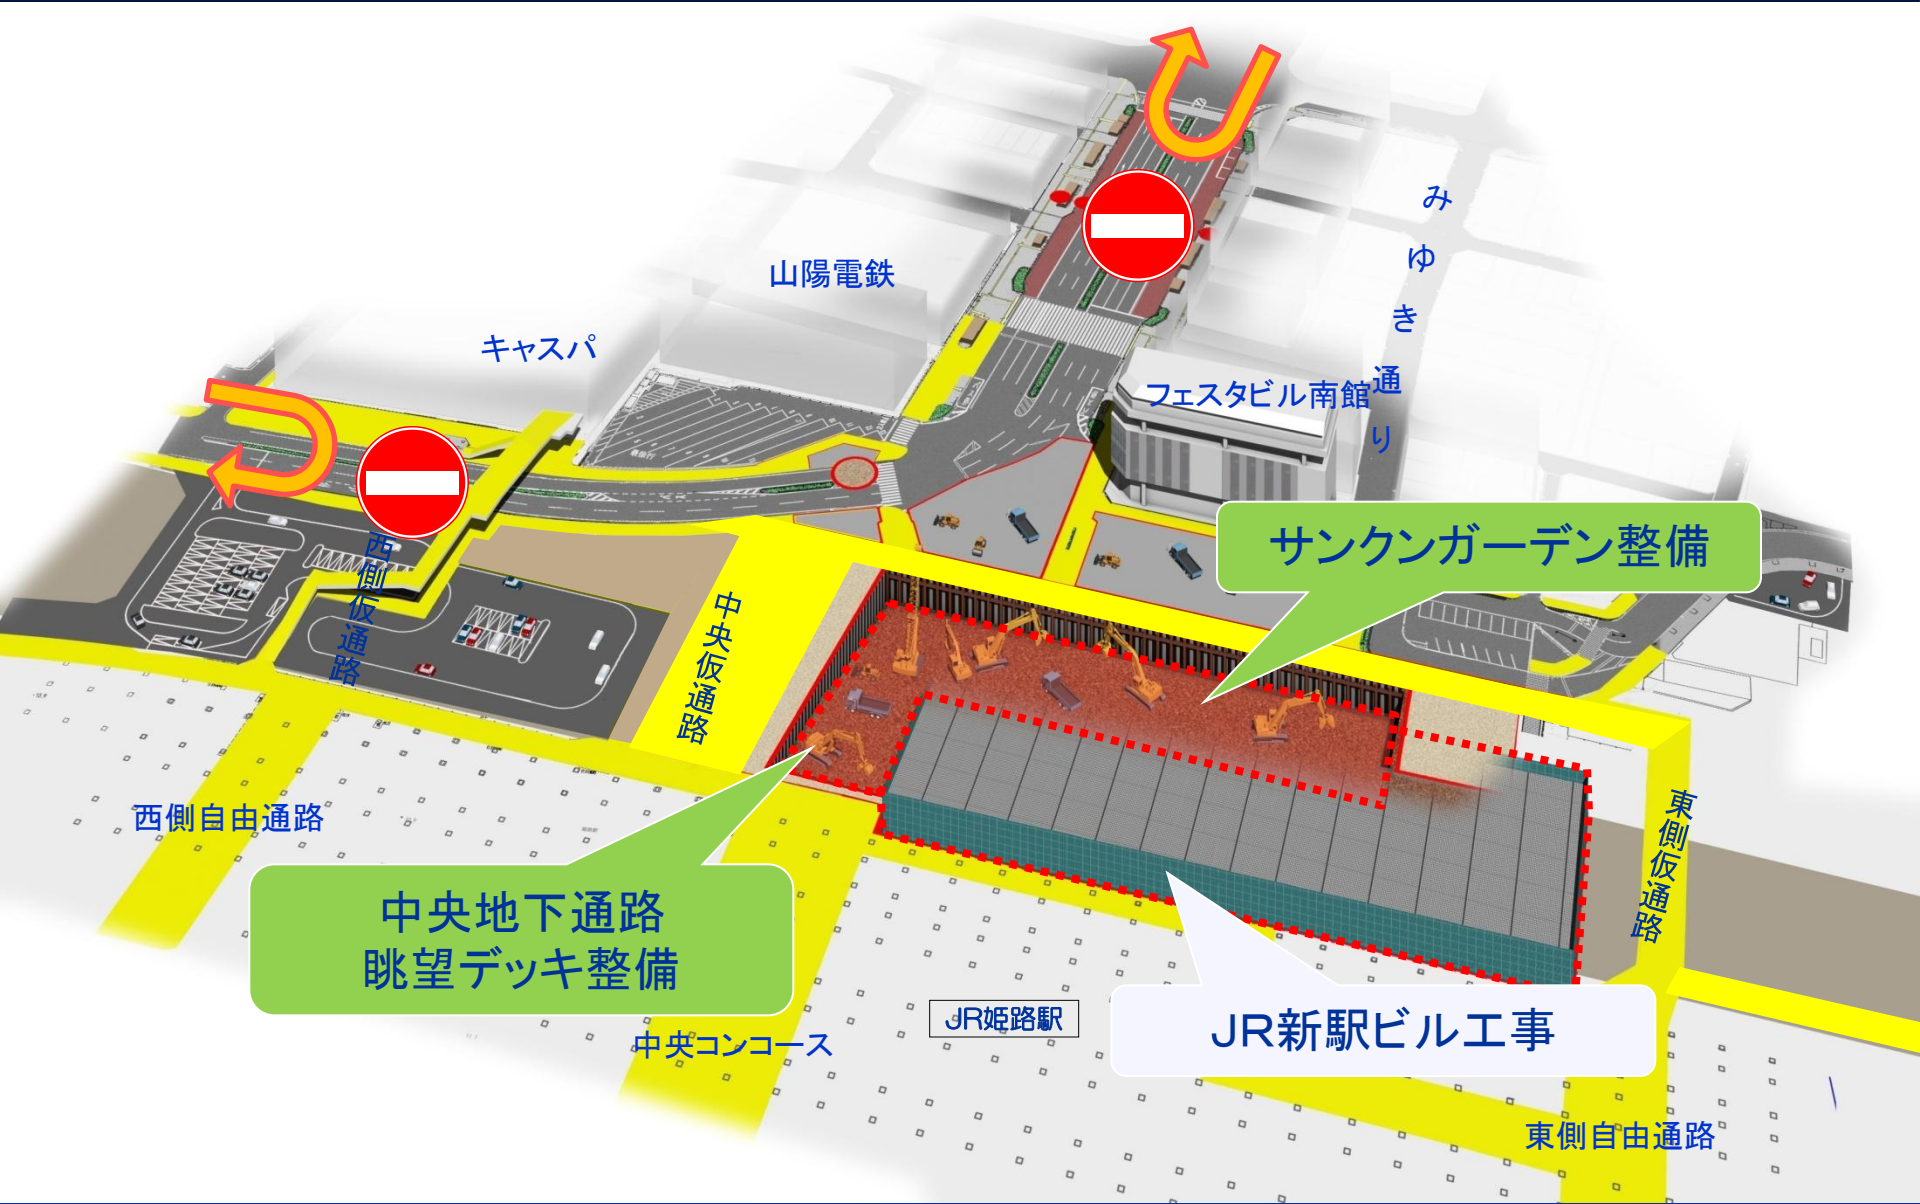 みゆき通り
山陽電鉄
キャスパ
フェスタビル南館
サンクンガーデン整備
西側仮通路
中央仮通路
東側仮通路
西側自由通路
中央地下通路
眺望デッキ整備
JR姫路駅
JR新駅ビル工事
中央コンコース
東側自由通路